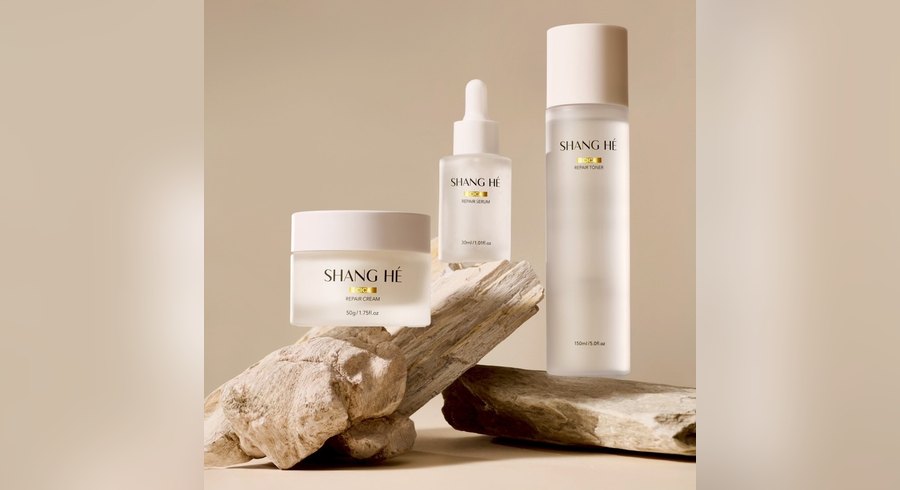 SHANG HÉ
REPAIR CREAM
50g/1.75fl.oz
SHANG HÉ
REPAIR SERUM
30ml/1.01fl.oz
SHANG HÉ
REPAIR TONER
150ml/5.0fl.oz